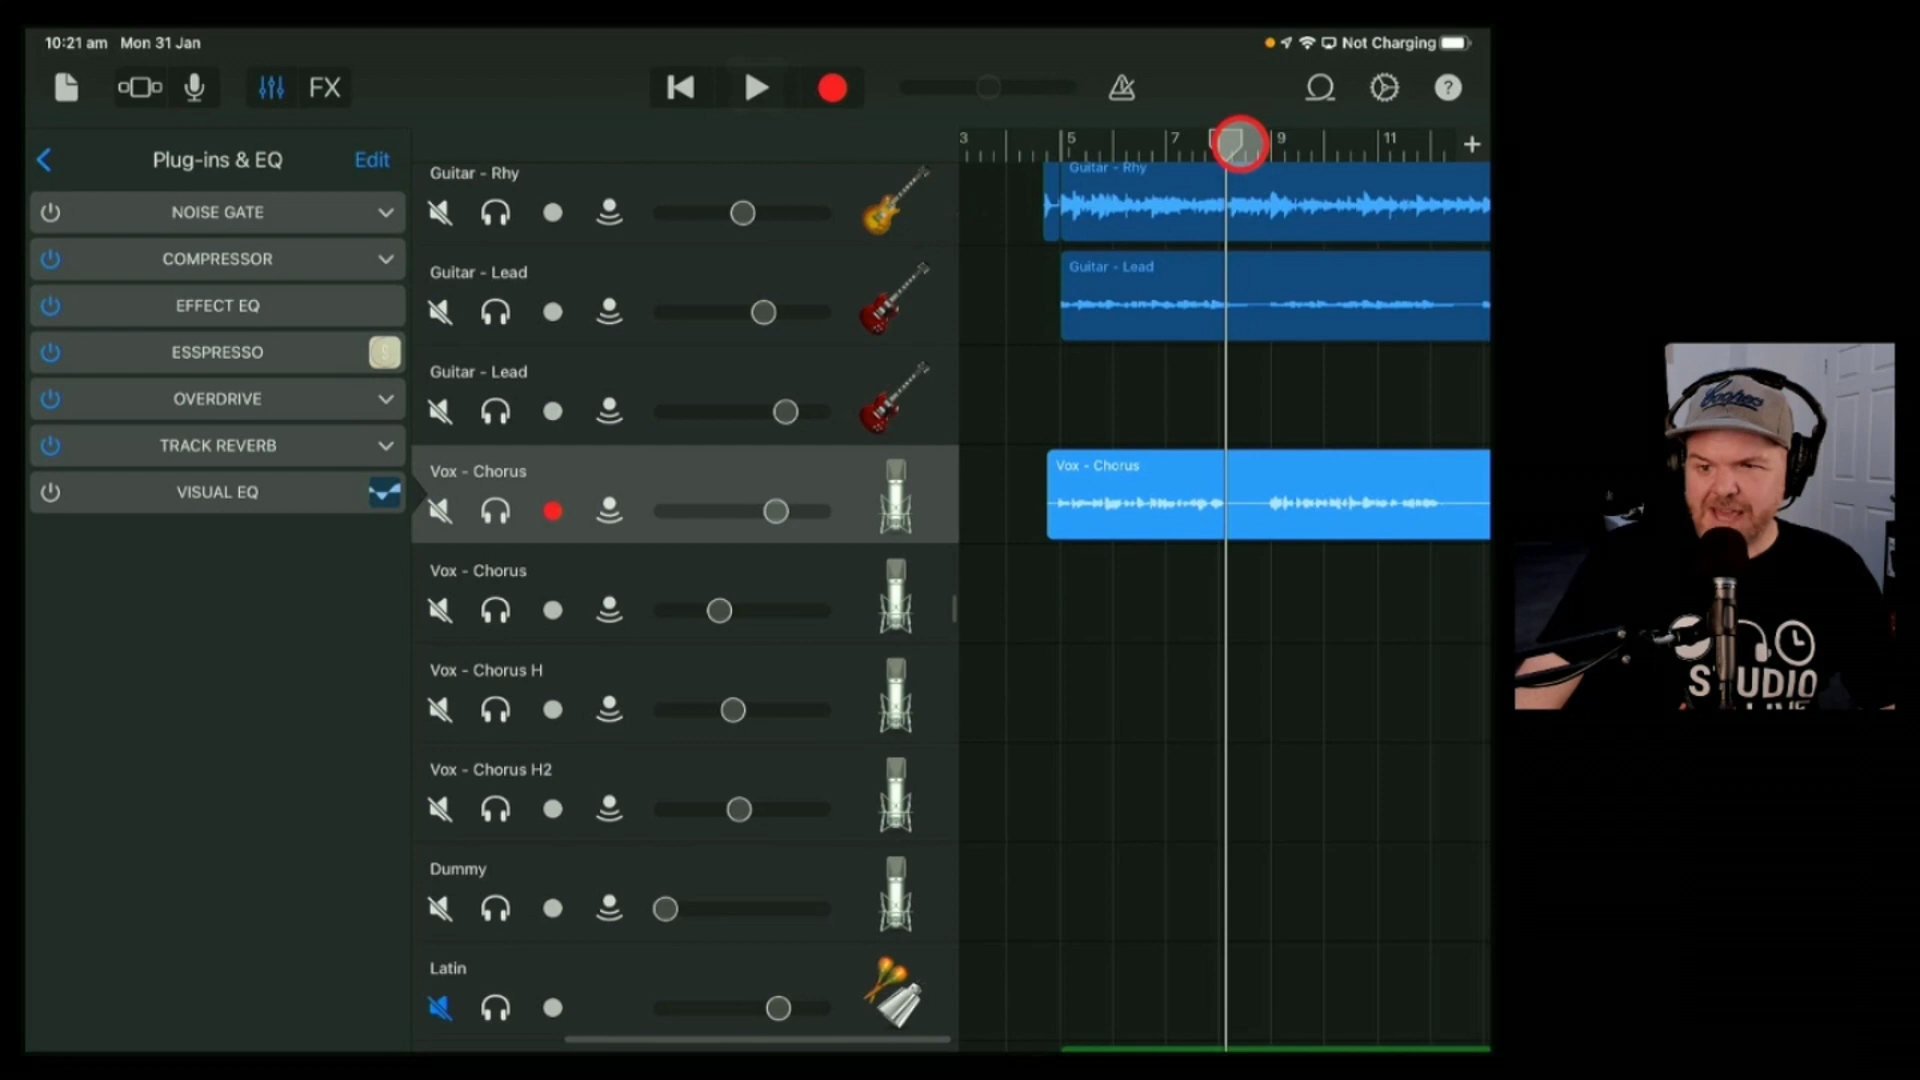 10:21 am Mon 31 Jan
Not Charging
FX
?
Plug-ins & EQ
Edit
NOISE GATE
COMPRESSOR
EFFECT EQ
ESSPRESSO
OVERDRIVE
TRACK REVERB
VISUAL EQ
3 5 7 9 11 +
Guitar - Rhy
Guitar - Lead
Guitar - Lead
Vox - Chorus
Vox - Chorus
Vox - Chorus H
Vox - Chorus H2
Dummy
Latin
Guitar - Rhy
Guitar - Lead
Vox - Chorus
STUDIO
LIVE